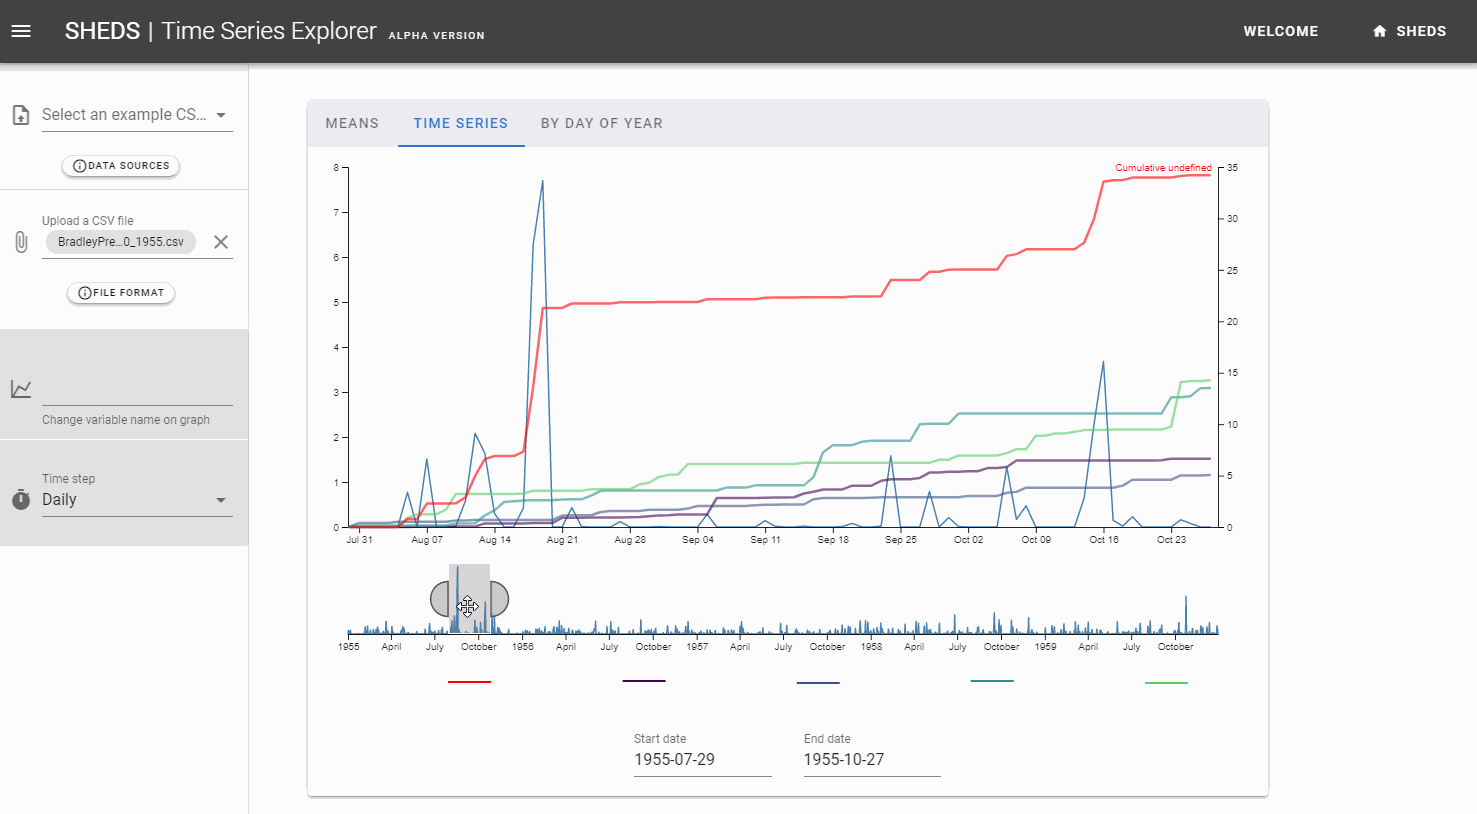 SHEDS | Time Series Explorer ALPHA VERSION
WELCOME
SHEDS
Select an example CS...
DATA SOURCES
Upload a CSV file
BradleyPre...0_1955.csv
FILE FORMAT
Change variable name on graph
Time step
Daily
MEANS
TIME SERIES
BY DAY OF YEAR
Cumulative undefined
8
7
6
5
4
3
2
1
0
35
30
25
20
15
10
5
0
Jul 31 Aug 07 Aug 14 Aug 21 Aug 28 Sep 04 Sep 11 Sep 18 Sep 25 Oct 02 Oct 09 Oct 16 Oct 23
1955 April July October 1956 April July October 1957 April July October 1958 April July October 1959 April July October
Start date
1955-07-29
End date
1955-10-27